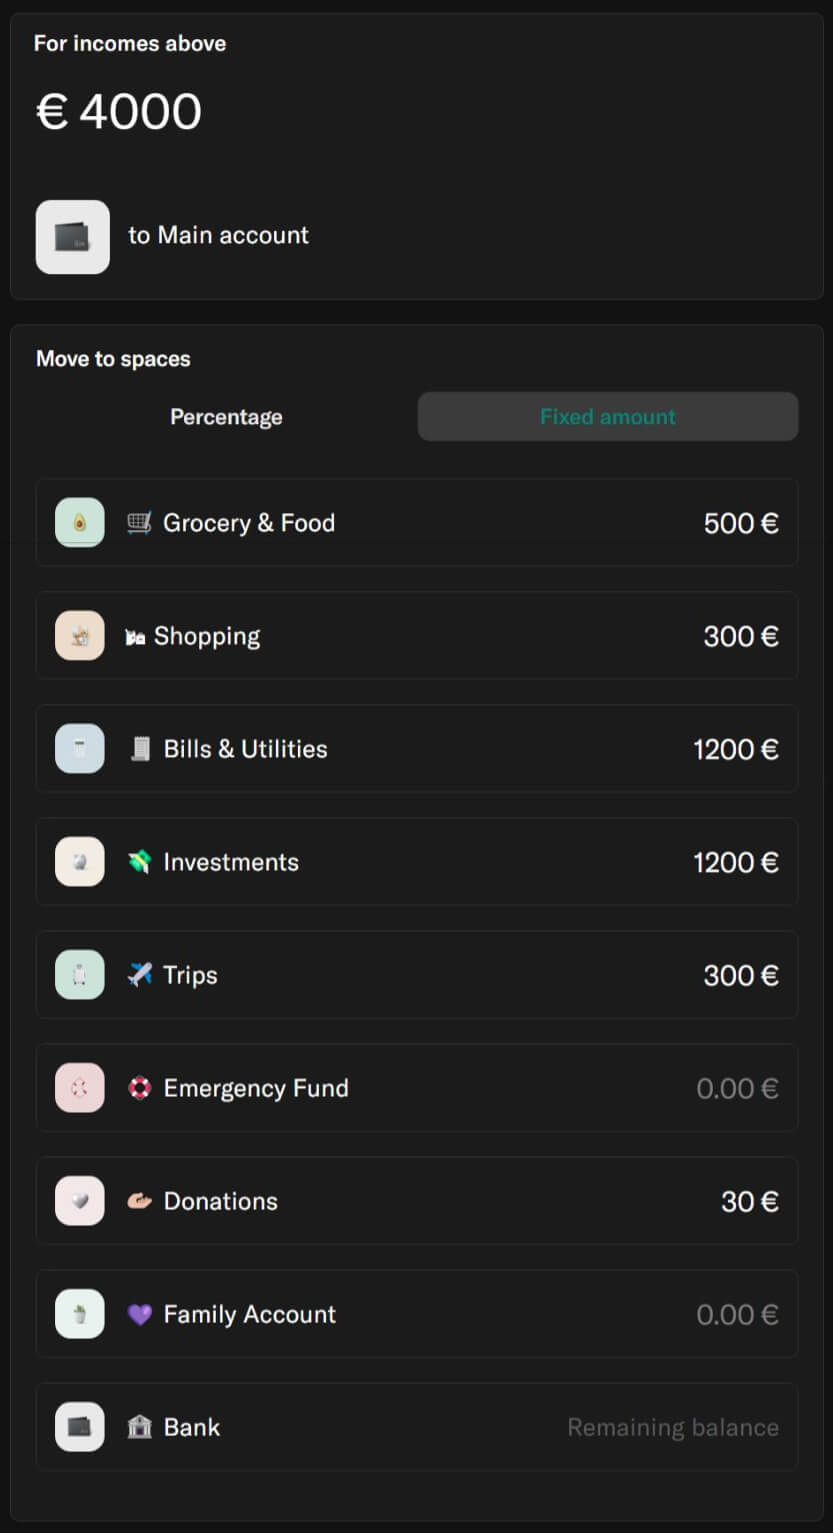 For incomes above
€ 4000
to Main account
Move to spaces
Percentage
Fixed amount
Grocery & Food
500 €
Shopping
300 €
Bills & Utilities
1200 €
Investments
1200 €
Trips
300 €
Emergency Fund
0.00 €
Donations
30 €
Family Account
0.00 €
Bank
Remaining balance